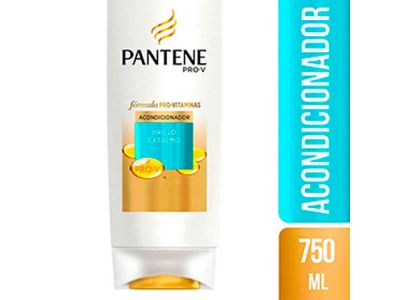 PANTENE
PRO-V
fórmula PRO-VITAMINAS
ACONDICIONADOR
BRILLO
EXTREMO
PRO-V
ACONDICIONADOR
750
ML